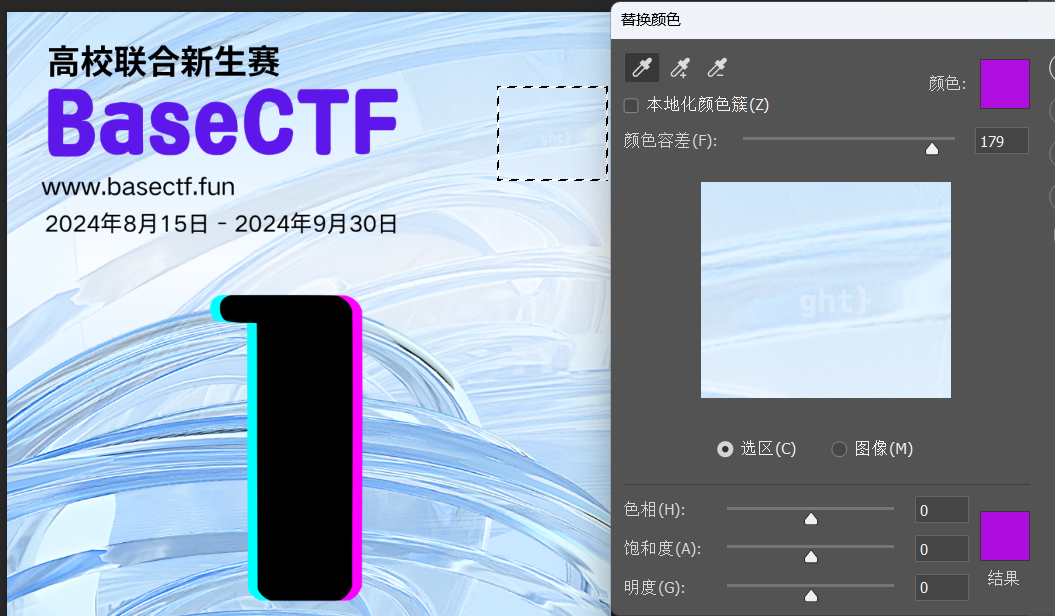 高校联合新生赛
BaseCTF
www.basectf.fun
2024年8月15日 - 2024年9月30日
ght}
1
替换颜色
颜色:
本地化颜色簇(Z)
颜色容差(F):
179
ght}
选区(C)
图像(M)
色相(H):
0
饱和度(A):
0
明度(G):
0
结果